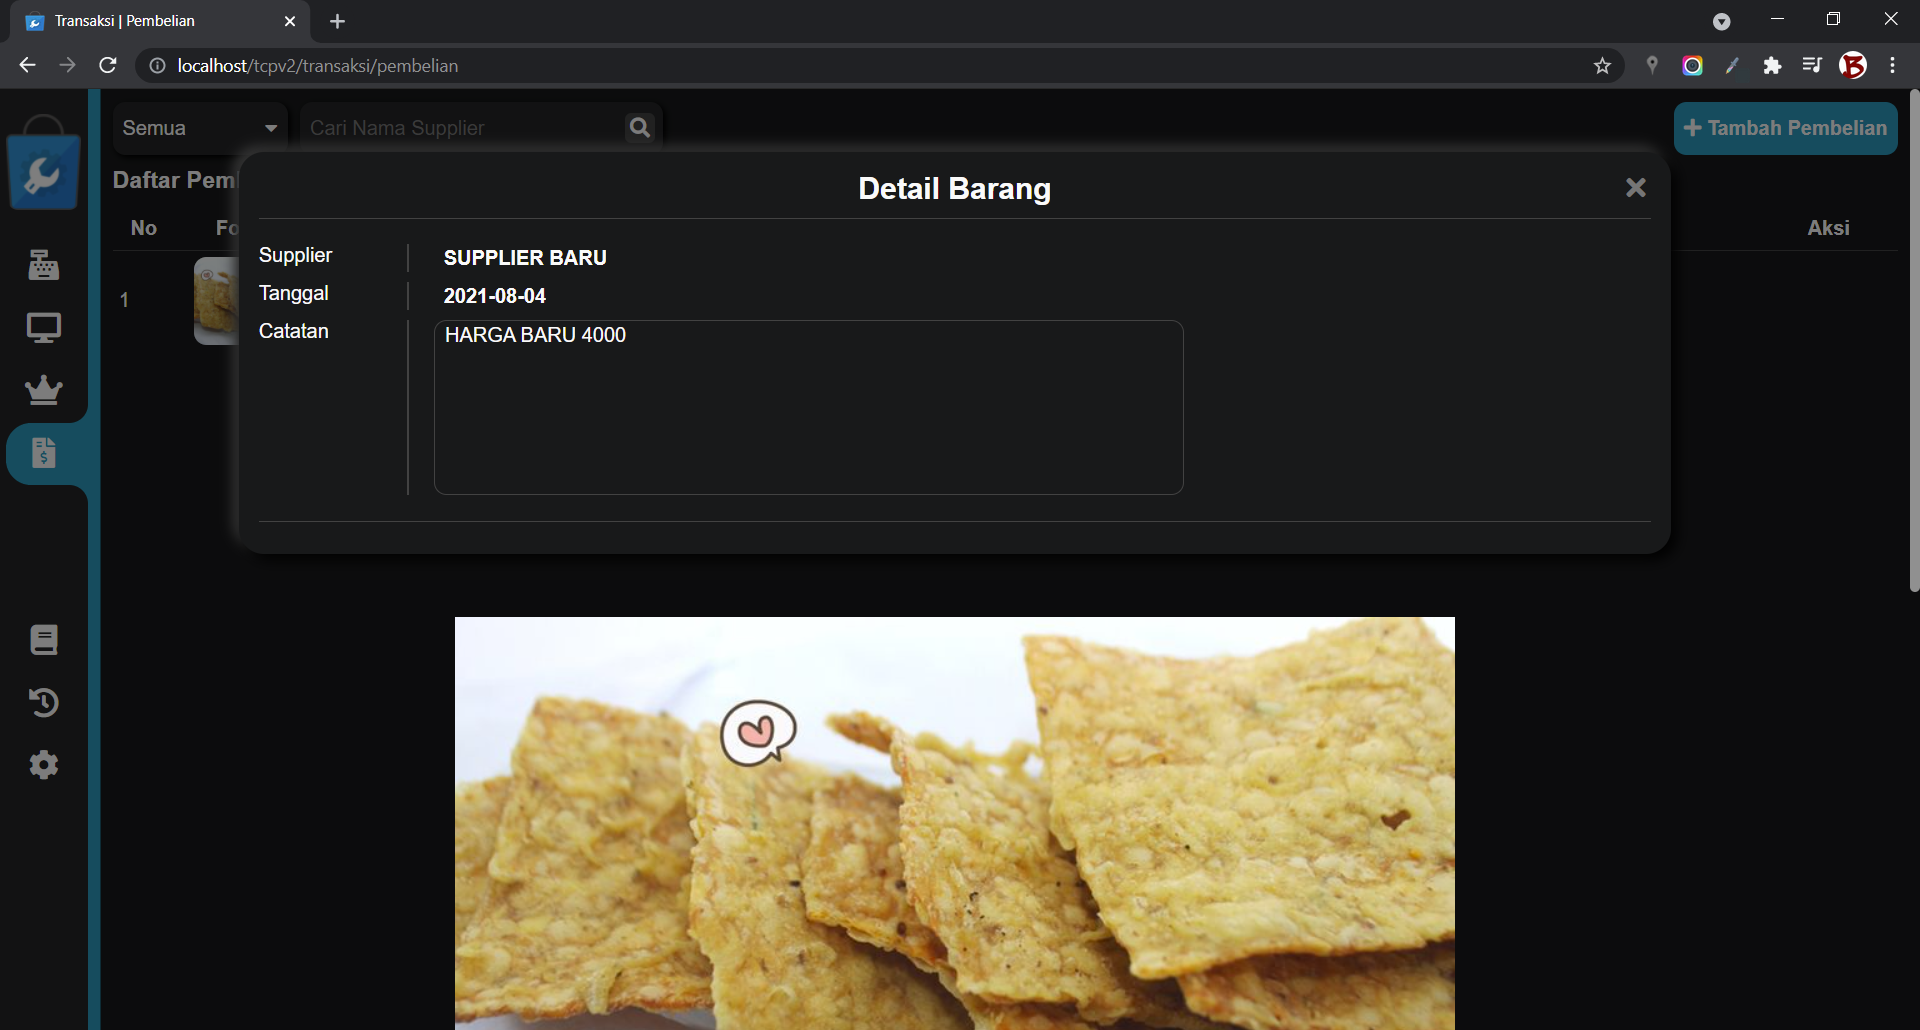 Transaksi | Pembelian
localhost/tcpv2/transaksi/pembelian
Semua
Cari Nama Supplier
+ Tambah Pembelian
Daftar Pem
No
Fo
Aksi
1
Detail Barang
Supplier
SUPPLIER BARU
Tanggal
2021-08-04
Catatan
HARGA BARU 4000